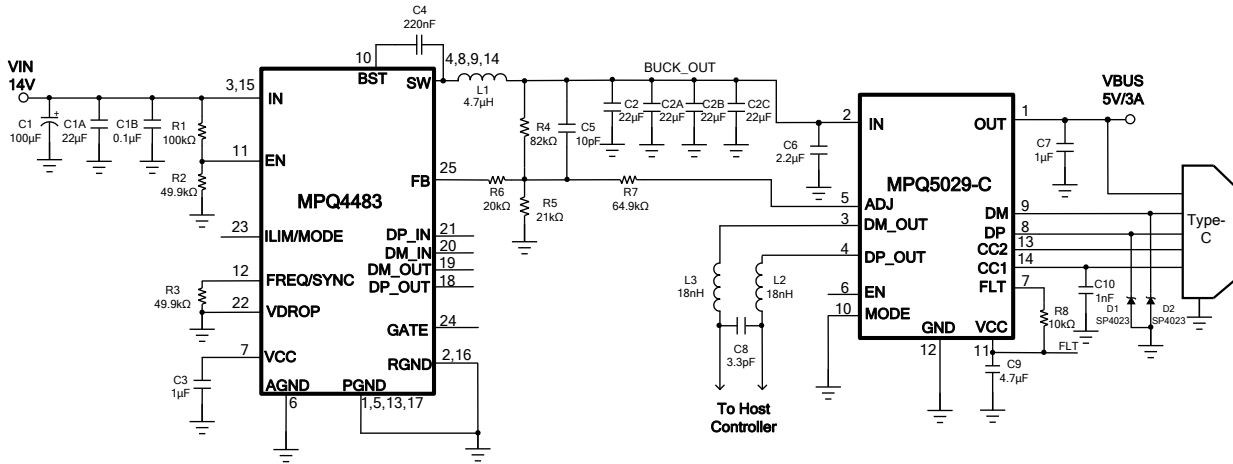 C4
220nF
10
4,8,9,14
BST
SW
VIN
14V
3,15
IN
C1
100µF
C1A
22µF
C1B
0.1µF
R1
100kΩ
11
EN
R2
49.9kΩ
MPQ4483
23
ILIM/MODE
12
FREQ/SYNC
R3
49.9kΩ
22
VDROP
7
VCC
C3
1µF
AGND
6
PGND
1,5,13,17
25
FB
DP_IN
21
DM_IN
20
DM_OUT
19
DP_OUT
18
GATE
24
RGND
2,16
L1
4.7µH
BUCK_OUT
R4
82kΩ
C5
10pF
C2
22µF
C2A
22µF
C2B
22µF
C2C
22µF
R6
20kΩ
R5
21kΩ
R7
64.9kΩ
C6
2.2µF
2
IN
MPQ5029-C
5
ADJ
3
DM_OUT
4
DP_OUT
6
EN
10
MODE
GND
12
VCC
11
OUT
1
DM
9
DP
8
CC2
13
CC1
14
FLT
7
L3
18nH
L2
18nH
C8
3.3pF
To Host
Controller
VBUS
5V/3A
C7
1µF
Type-
C
C10
1nF
R8
10kΩ
D1
SP4023
D2
SP4023
FLT
C9
4.7µF